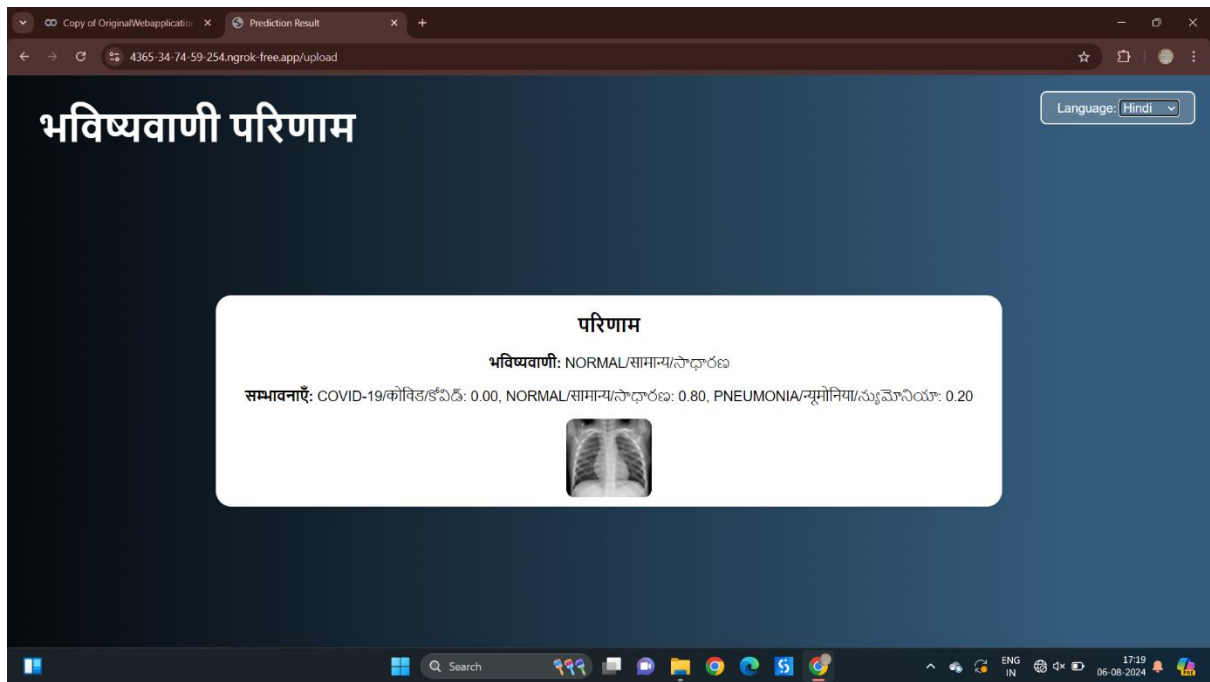 Copy of OriginalWebapplication
Prediction Result
4365-34-74-59-254.ngrok-free.app/upload
भविष्यवाणी परिणाम
Language: Hindi
परिणाम
भविष्यवाणी: NORMAL/सामान्य/సాధారణ
सम्भावनाएँ: COVID-19/कोविड/కోవిడ్: 0.00, NORMAL/सामान्य/సాధారణ: 0.80, PNEUMONIA/न्यूमोनिया/న్యుమోనియా: 0.20
Search
ENG
IN
17:19
06-08-2024